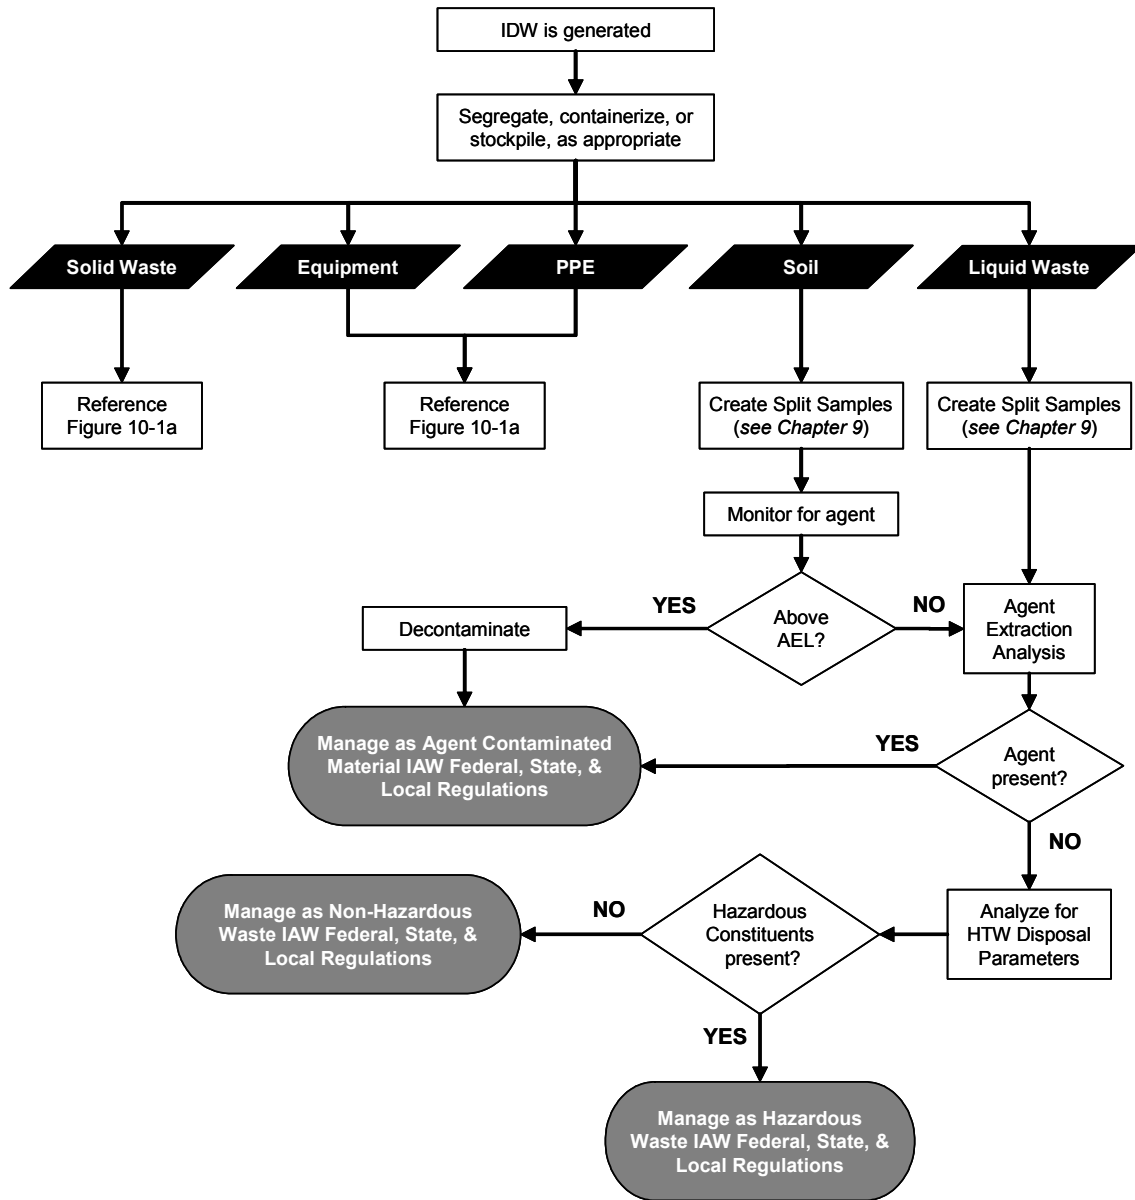 IDW is generated
Segregate, containerize, or
stockpile, as appropriate
Solid Waste
Equipment
PPE
Soil
Liquid Waste
Reference
Figure 10-1a
Reference
Figure 10-1a
Create Split Samples
(see Chapter 9)
Create Split Samples
(see Chapter 9)
Monitor for agent
YES
Above
AEL?
NO
Decontaminate
Agent
Extraction
Analysis
Manage as Agent Contaminated
Material IAW Federal, State, &
Local Regulations
YES
Agent
present?
NO
Manage as Non-Hazardous
Waste IAW Federal, State, &
Local Regulations
NO
Hazardous
Constituents
present?
Analyze for
HTW Disposal
Parameters
YES
Manage as Hazardous
Waste IAW Federal, State, &
Local Regulations